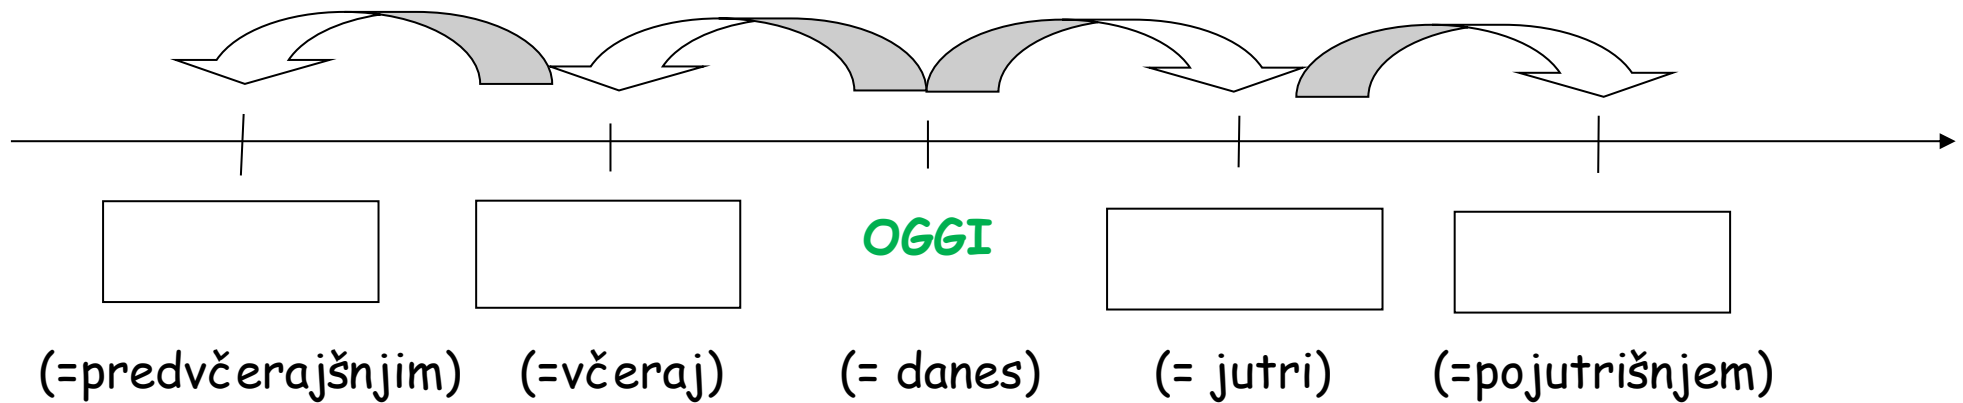 OGGI
(=predvčerajšnjim) (=včeraj) (= danes) (= jutri) (=pojutrišnjem)